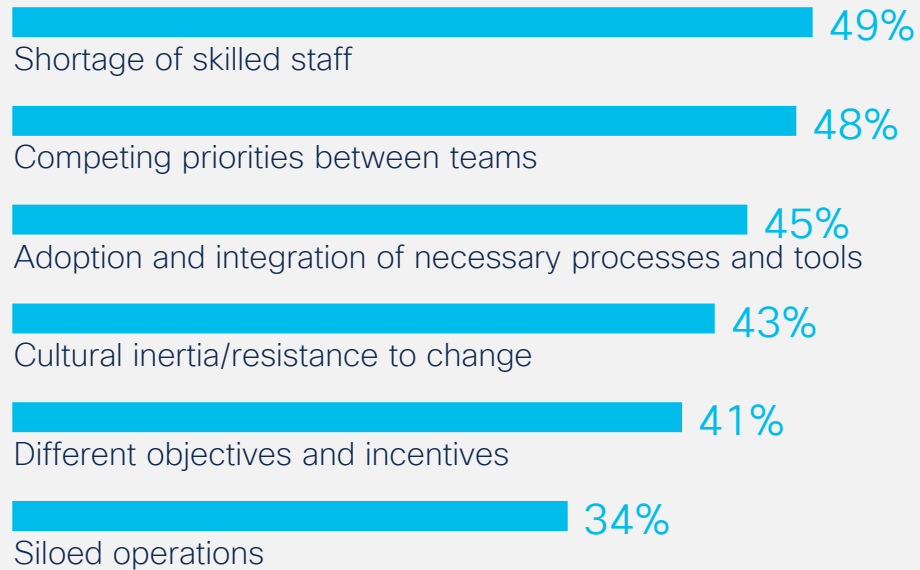 49%
Shortage of skilled staff
48%
Competing priorities between teams
45%
Adoption and integration of necessary processes and tools
43%
Cultural inertia/resistance to change
41%
Different objectives and incentives
34%
Siloed operations